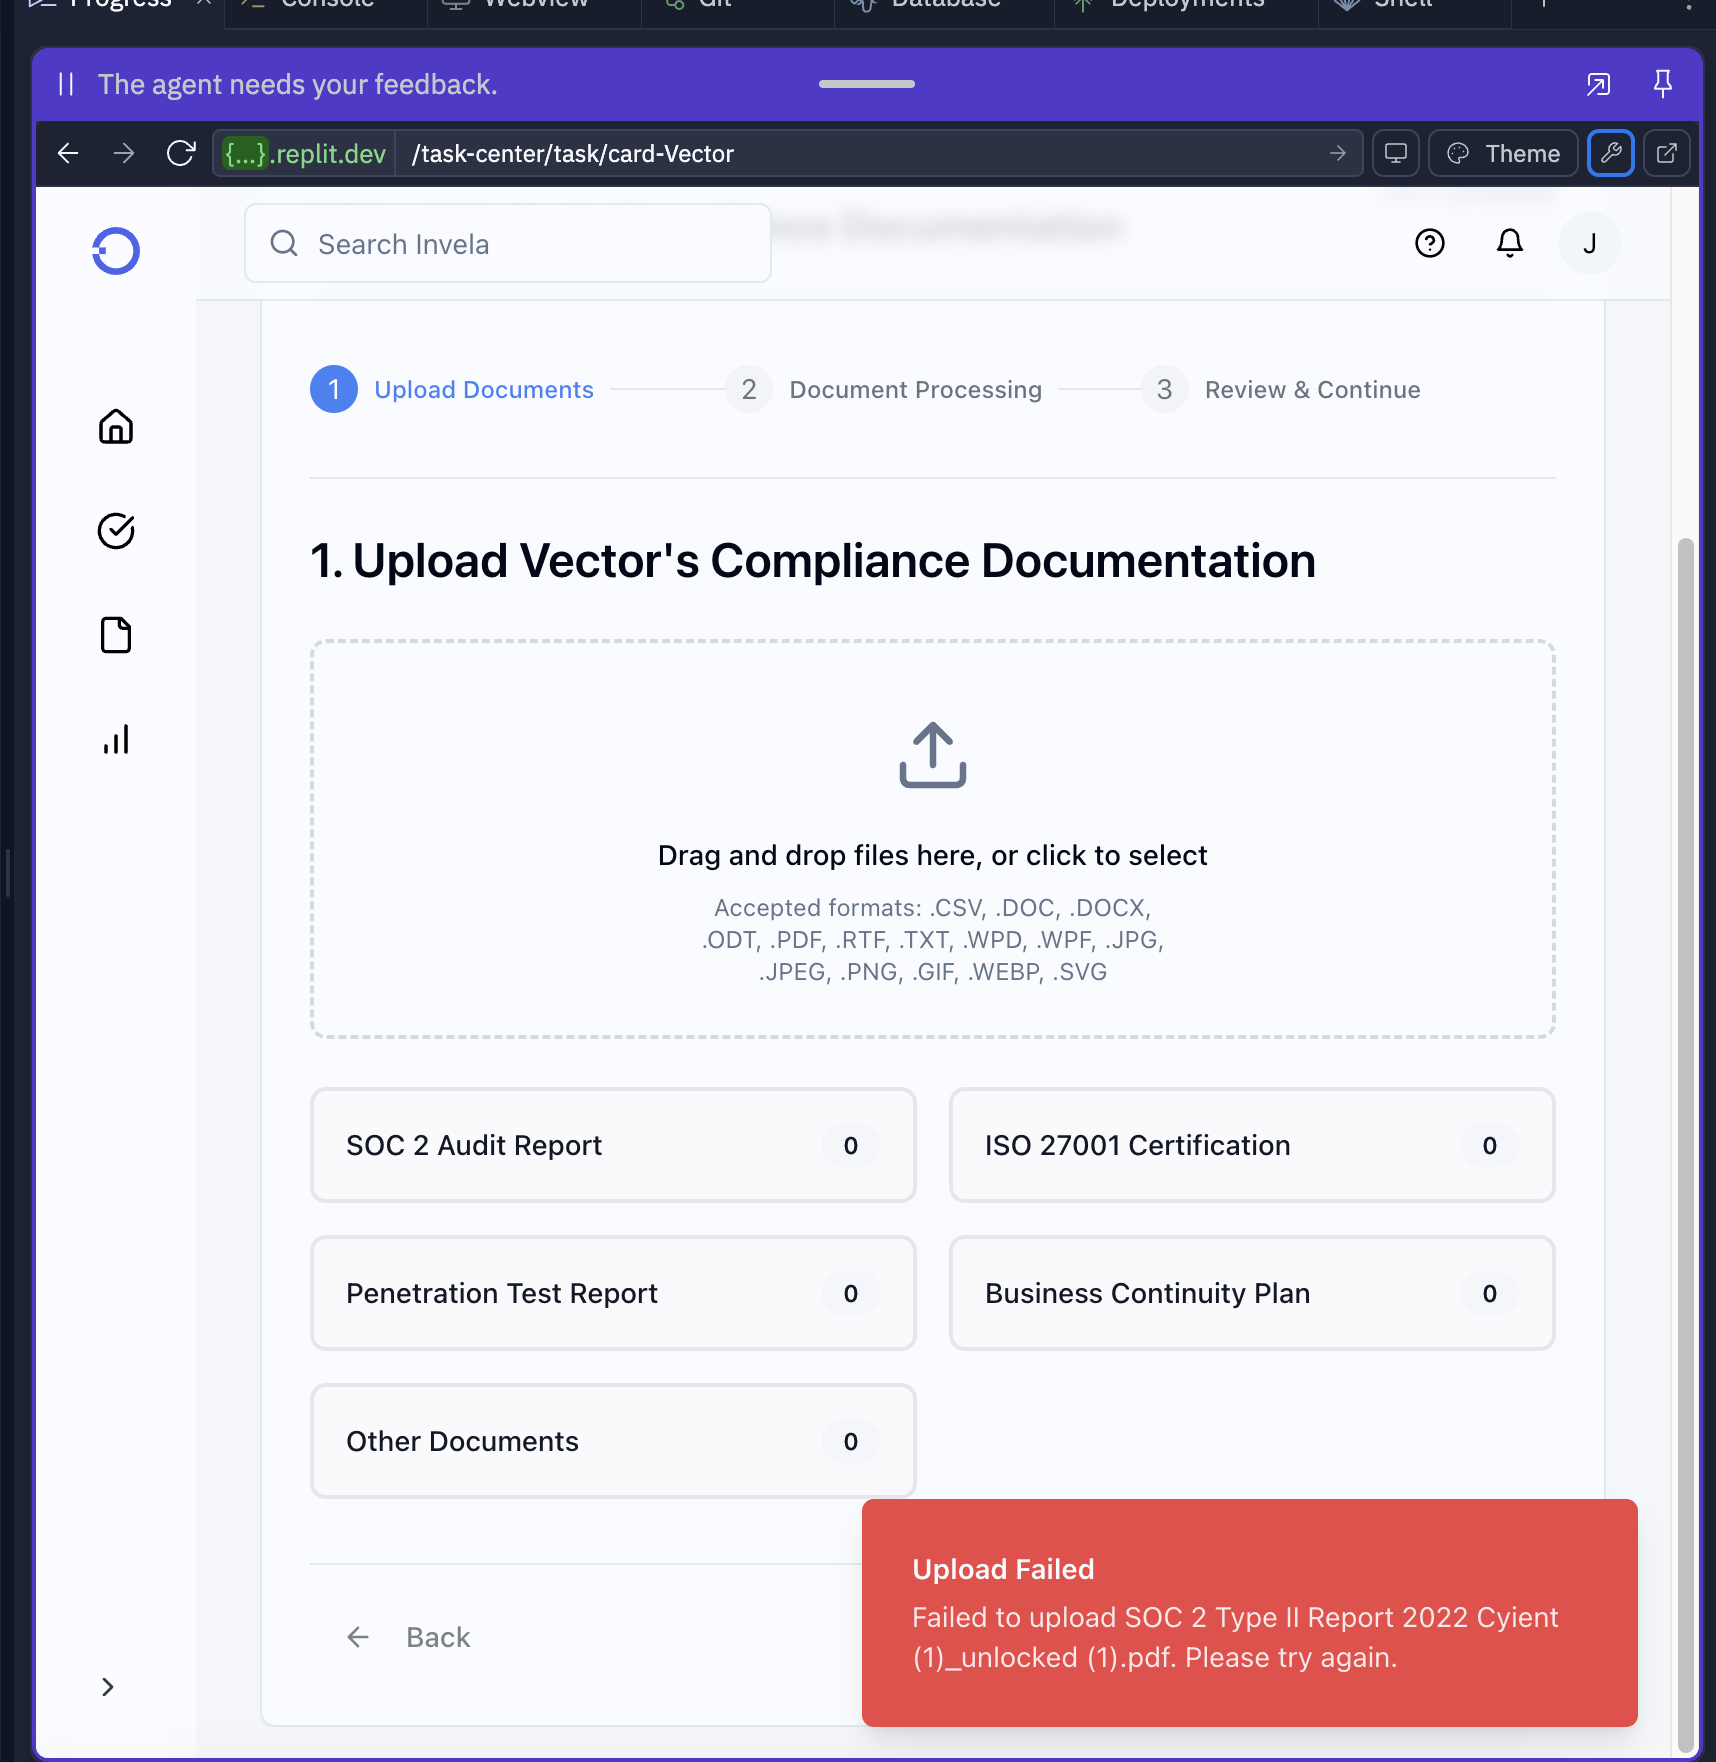 Progress
Console
Webview
Git
Database
Deployments
Shell
The agent needs your feedback.
{...}.replit.dev /task-center/task/card-Vector
Theme
Search Invela
Documentation
J
1 Upload Documents
2 Document Processing
3 Review & Continue
1. Upload Vector's Compliance Documentation
Drag and drop files here, or click to select
Accepted formats: .CSV, .DOC, .DOCX,
.ODT, .PDF, .RTF, .TXT, .WPD, .WPF, .JPG,
.JPEG, .PNG, .GIF, .WEBP, .SVG
SOC 2 Audit Report 0
ISO 27001 Certification 0
Penetration Test Report 0
Business Continuity Plan 0
Other Documents 0
Back
Upload Failed
Failed to upload SOC 2 Type II Report 2022 Cyient
(1)_unlocked (1).pdf. Please try again.